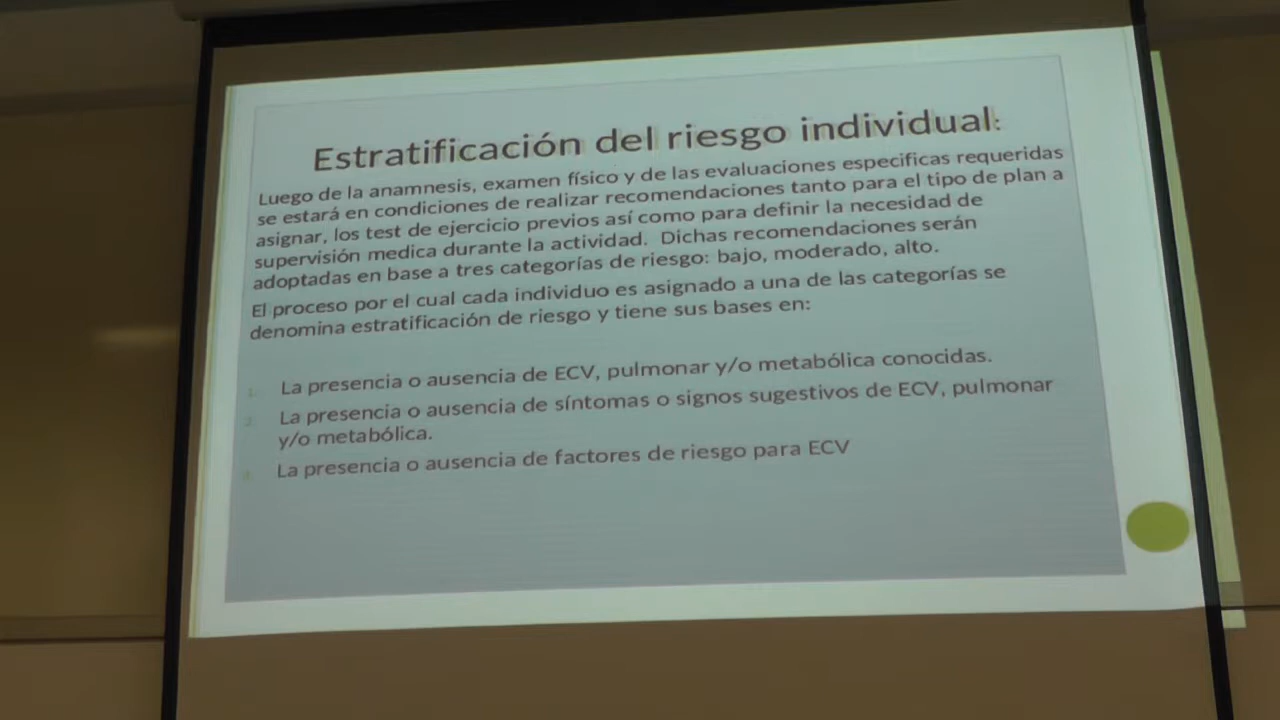 Estratificación del riesgo individual:
Luego de la anamnesis, examen físico y de las evaluaciones especificas requeridas
se estará en condiciones de realizar recomendaciones tanto para el tipo de plan a
asignar, los test de ejercicio previos así como para definir la necesidad de
supervisión medica durante la actividad. Dichas recomendaciones serán
adoptadas en base a tres categorías de riesgo: bajo, moderado, alto.
El proceso por el cual cada individuo es asignado a una de las categorías se
denomina estratificación de riesgo y tiene sus bases en:
1. La presencia o ausencia de ECV, pulmonar y/o metabólica conocidas.
2. La presencia o ausencia de síntomas o signos sugestivos de ECV, pulmonar
y/o metabólica.
3. La presencia o ausencia de factores de riesgo para ECV